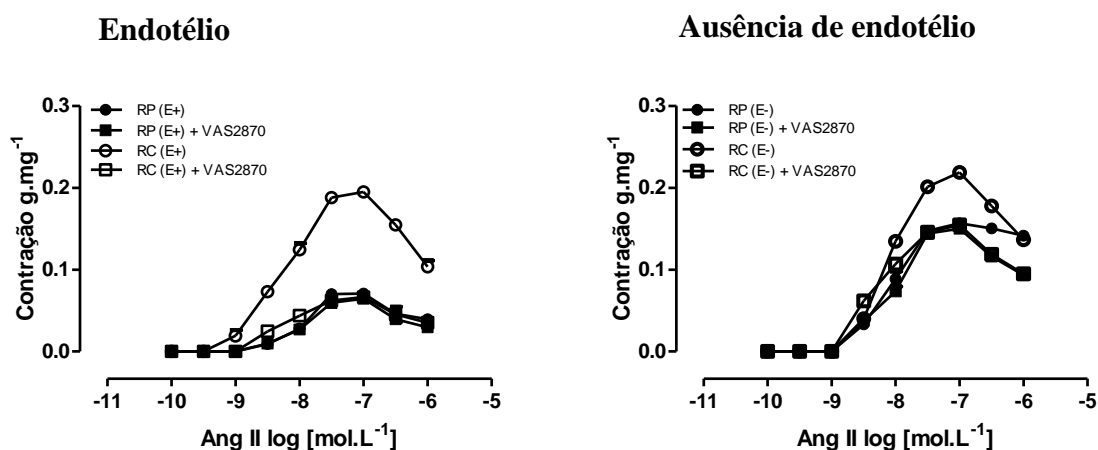 Endotélio
RP (E+)
RP (E+) + VAS2870
RC (E+)
RC (E+) + VAS2870
Contração g.mg⁻¹
0.3
0.2
0.1
0.0
-11 -10 -9 -8 -7 -6 -5
Ang II log [mol.L⁻¹]
Ausência de endotélio
RP (E-)
RP (E-) + VAS2870
RC (E-)
RC (E-) + VAS2870
Contração g.mg⁻¹
0.3
0.2
0.1
0.0
-11 -10 -9 -8 -7 -6 -5
Ang II log [mol.L⁻¹]